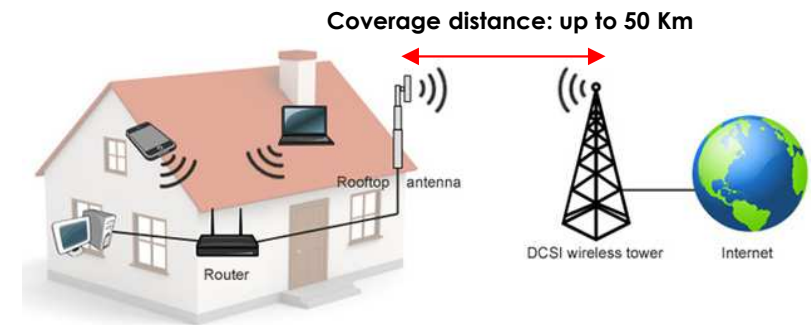 Coverage distance: up to 50 Km
Rooftop antenna
Router
DCSI wireless tower
Internet